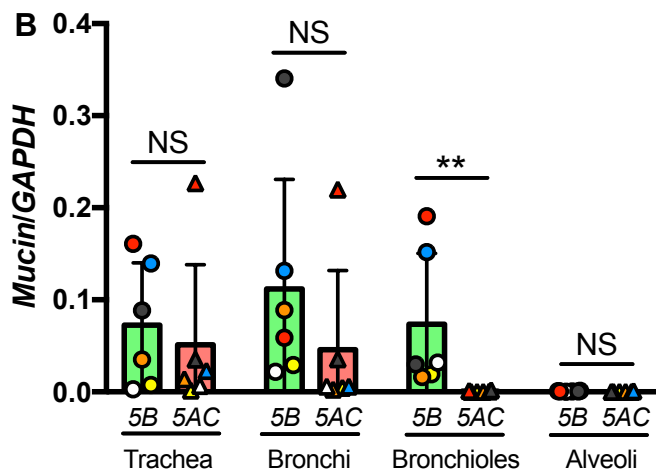 B
Mucin/GAPDH
0.4
0.3
0.2
0.1
0.0
NS
NS
**
NS
5B 5AC 5B 5AC 5B 5AC 5B 5AC
Trachea Bronchi Bronchioles Alveoli